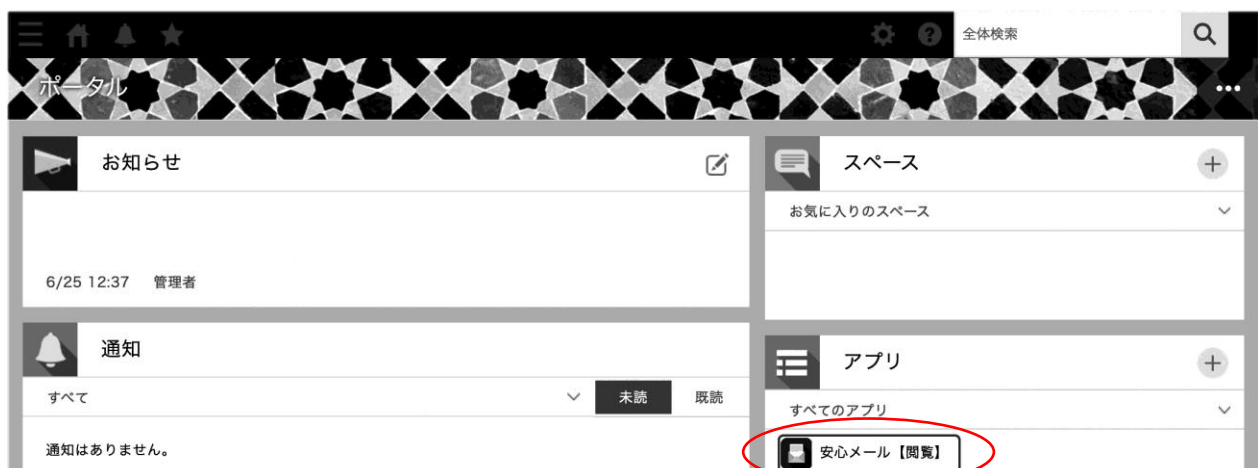 全体検索
ポータル
お知らせ
6/25 12:37 管理者
通知
すべて 未読 既読
通知はありません。
スペース
お気に入りのスペース
アプリ
すべてのアプリ
安心メール【閲覧】